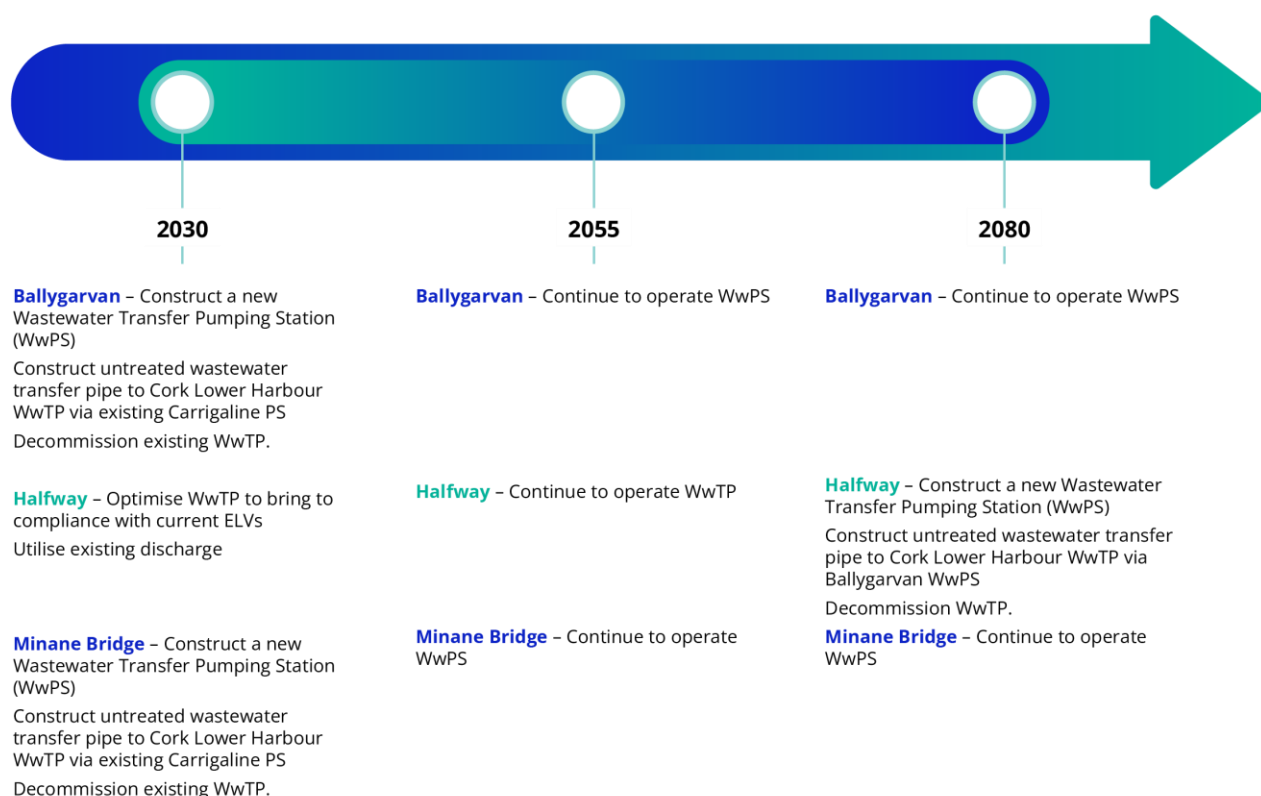 2030
2055
2080
Ballygarvan – Construct a new
Wastewater Transfer Pumping Station
(WwPS)
Construct untreated wastewater
transfer pipe to Cork Lower Harbour
WwTP via existing Carrigaline PS
Decommission existing WwTP.
Halfway – Optimise WwTP to bring to
compliance with current ELVs
Utilise existing discharge
Minane Bridge – Construct a new
Wastewater Transfer Pumping Station
(WwPS)
Construct untreated wastewater
transfer pipe to Cork Lower Harbour
WwTP via existing Carrigaline PS
Decommission existing WwTP.
Ballygarvan – Continue to operate WwPS
Halfway – Continue to operate WwTP
Minane Bridge – Continue to operate
WwPS
Ballygarvan – Continue to operate WwPS
Halfway – Construct a new Wastewater
Transfer Pumping Station (WwPS)
Construct untreated wastewater transfer
pipe to Cork Lower Harbour WwTP via
Ballygarvan WwPS
Decommission WwTP.
Minane Bridge – Continue to operate
WwPS